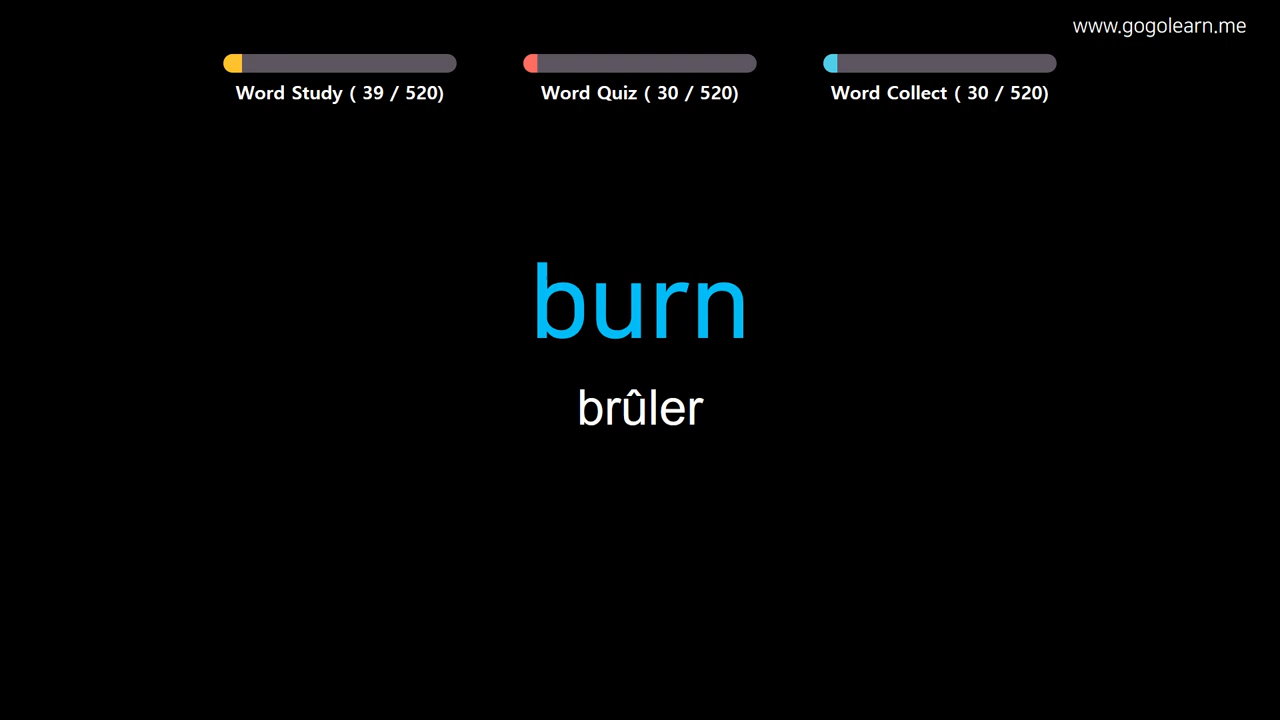 www.gogolearn.me
Word Study ( 39 / 520)
Word Quiz ( 30 / 520)
Word Collect ( 30 / 520)
burn
brûler